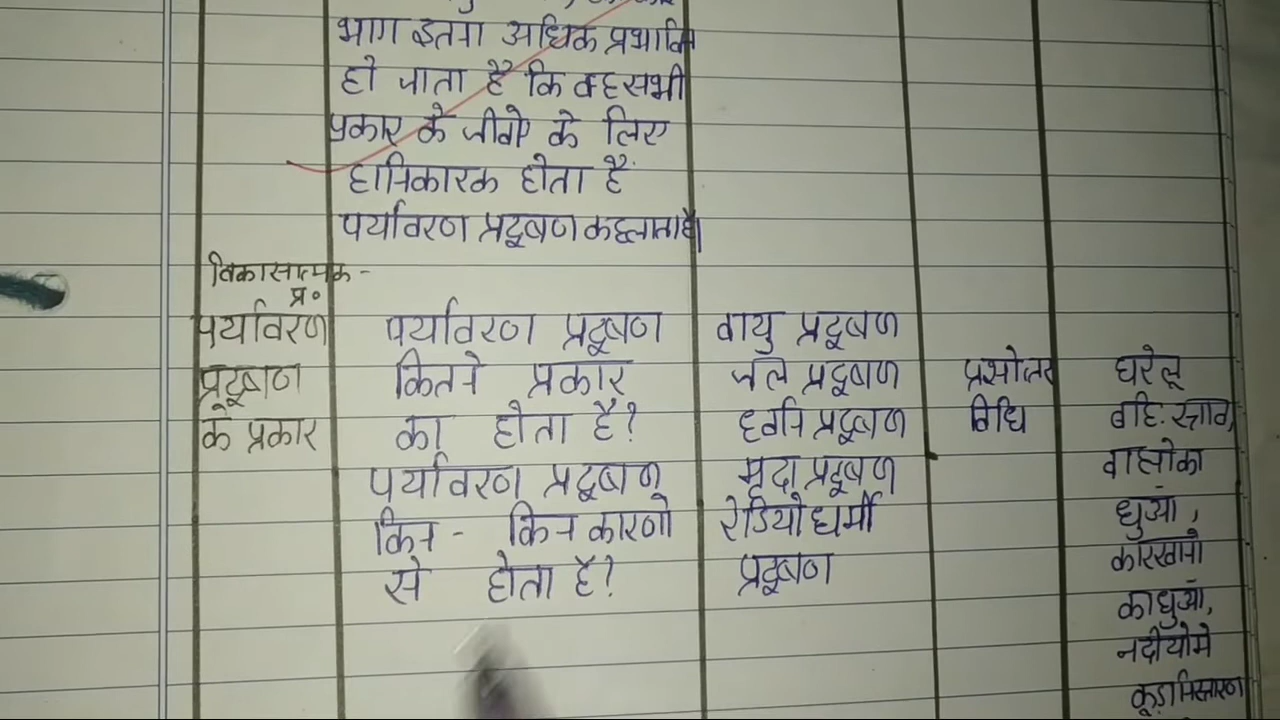 भाग इतना अधिक प्रभावि
हो जाता है कि वह सभी
प्रकार के जीवो के लिए
हानिकारक होता है
पर्यावरण प्रदूषण कहलाता है।
विकासात्मक -
प्र०
पर्यावरण
प्रदूषण
के प्रकार
पर्यावरण प्रदूषण
कितने प्रकार
का होता है?
पर्यावरण प्रदूषण
किन - किन कारणो
से होता है?
वायु प्रदूषण
जल प्रदूषण
ध्वनि प्रदूषण
मृदा प्रदूषण
रेडियोधर्मी
प्रदूषण
प्रश्नोत्तर
विधि
घरेलू
वहि: स्त्राव,
वाहनोका
धुआं,
कारखानो
का धुआं,
नदीयोमे
कूड़ा निस्तारण